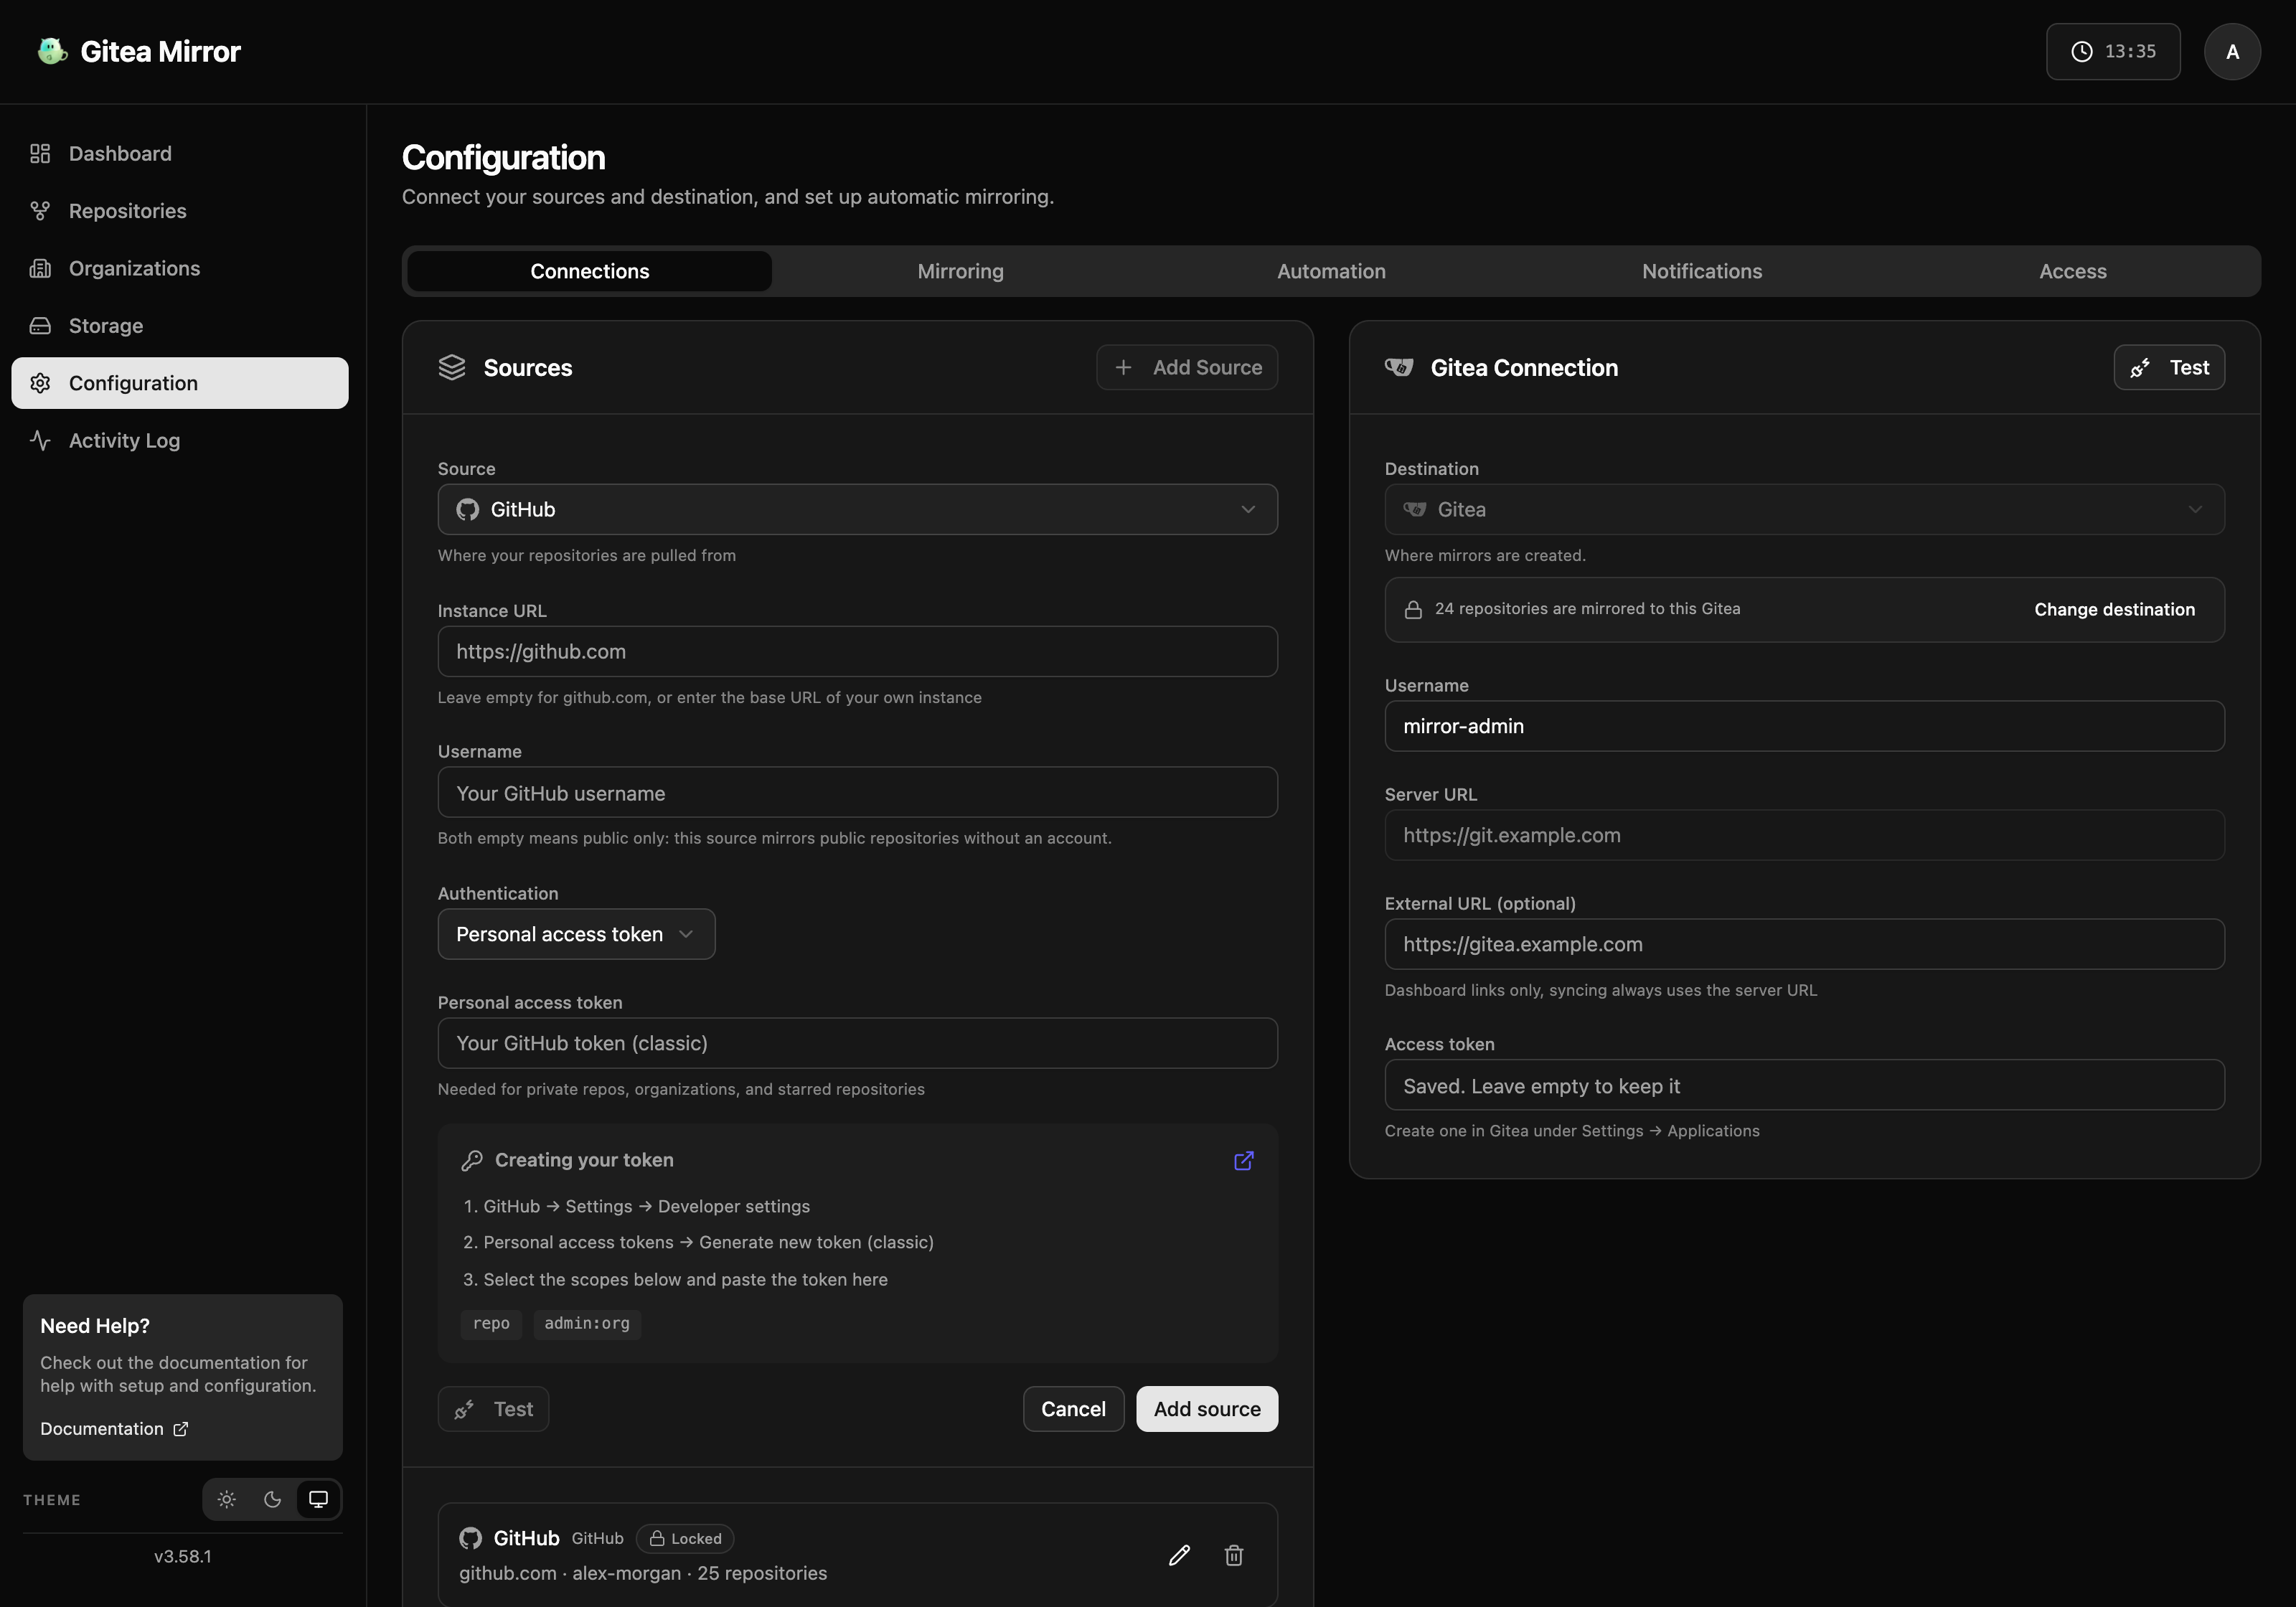 Gitea Mirror
13:35
A
Dashboard
Repositories
Organizations
Storage
Configuration
Activity Log
Need Help?
Check out the documentation for
help with setup and configuration.
Documentation
THEME
v3.58.1
Configuration
Connect your sources and destination, and set up automatic mirroring.
Connections
Mirroring
Automation
Notifications
Access
Sources
Add Source
Source
GitHub
Where your repositories are pulled from
Instance URL
https://github.com
Leave empty for github.com, or enter the base URL of your own instance
Username
Your GitHub username
Both empty means public only: this source mirrors public repositories without an account.
Authentication
Personal access token
Personal access token
Your GitHub token (classic)
Needed for private repos, organizations, and starred repositories
Creating your token
1. GitHub → Settings → Developer settings
2. Personal access tokens → Generate new token (classic)
3. Select the scopes below and paste the token here
repo
admin:org
Test
Cancel
Add source
GitHub GitHub Locked
github.com · alex-morgan · 25 repositories
Gitea Connection
Test
Destination
Gitea
Where mirrors are created.
24 repositories are mirrored to this Gitea
Change destination
Username
mirror-admin
Server URL
https://git.example.com
External URL (optional)
https://gitea.example.com
Dashboard links only, syncing always uses the server URL
Access token
Saved. Leave empty to keep it
Create one in Gitea under Settings → Applications